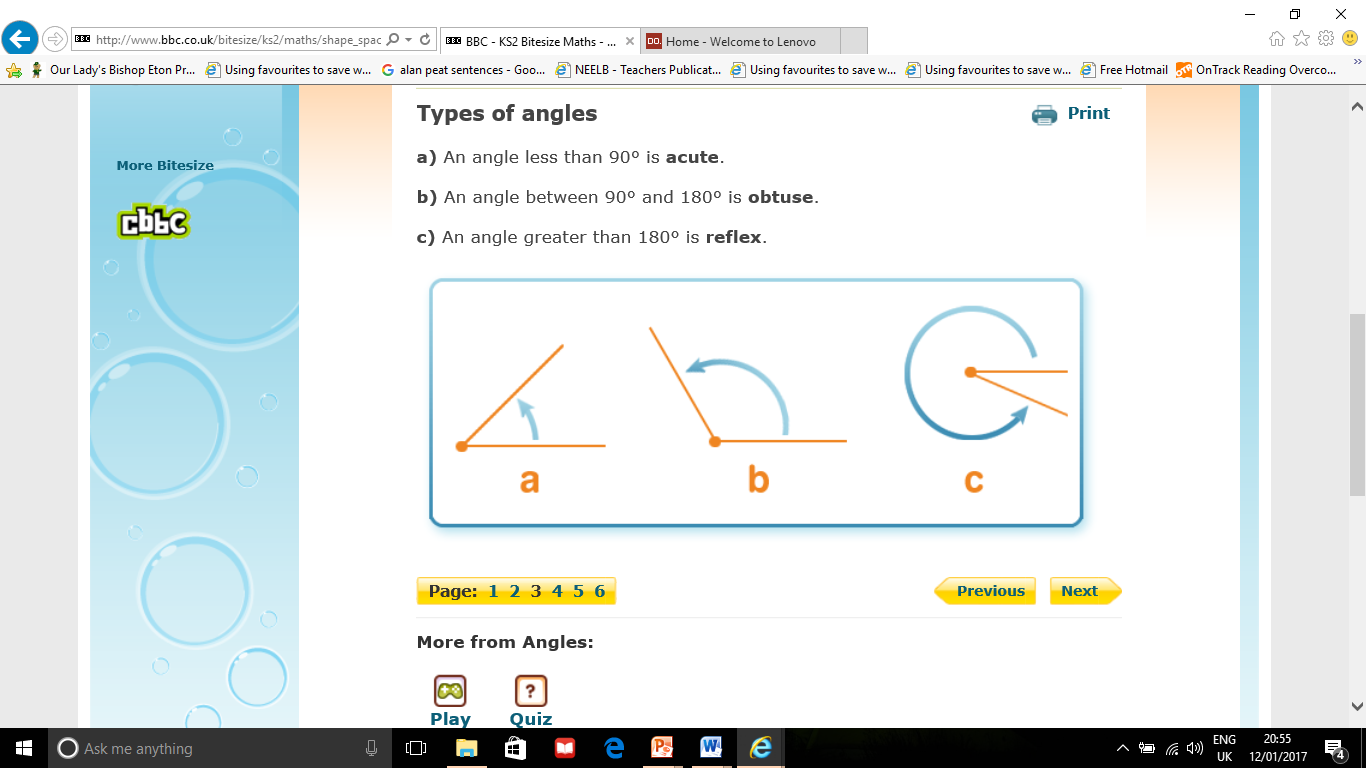 http://www.bbc.co.uk/bitesize/ks2/maths/shape_spac
BBC - KS2 Bitesize Maths - ...
Home - Welcome to Lenovo
Our Lady's Bishop Eton Pr...
Using favourites to save w...
alan peat sentences - Goo...
NEELB - Teachers Publicat...
Using favourites to save w...
Using favourites to save w...
Free Hotmail
OnTrack Reading Overco...
Types of angles
Print
More Bitesize
cbbc
a) An angle less than 90º is acute.
b) An angle between 90º and 180º is obtuse.
c) An angle greater than 180º is reflex.
a b c
Page: 1 2 3 4 5 6
Previous Next
More from Angles:
?
Play Quiz
Ask me anything
ENG
UK
20:55
12/01/2017
4